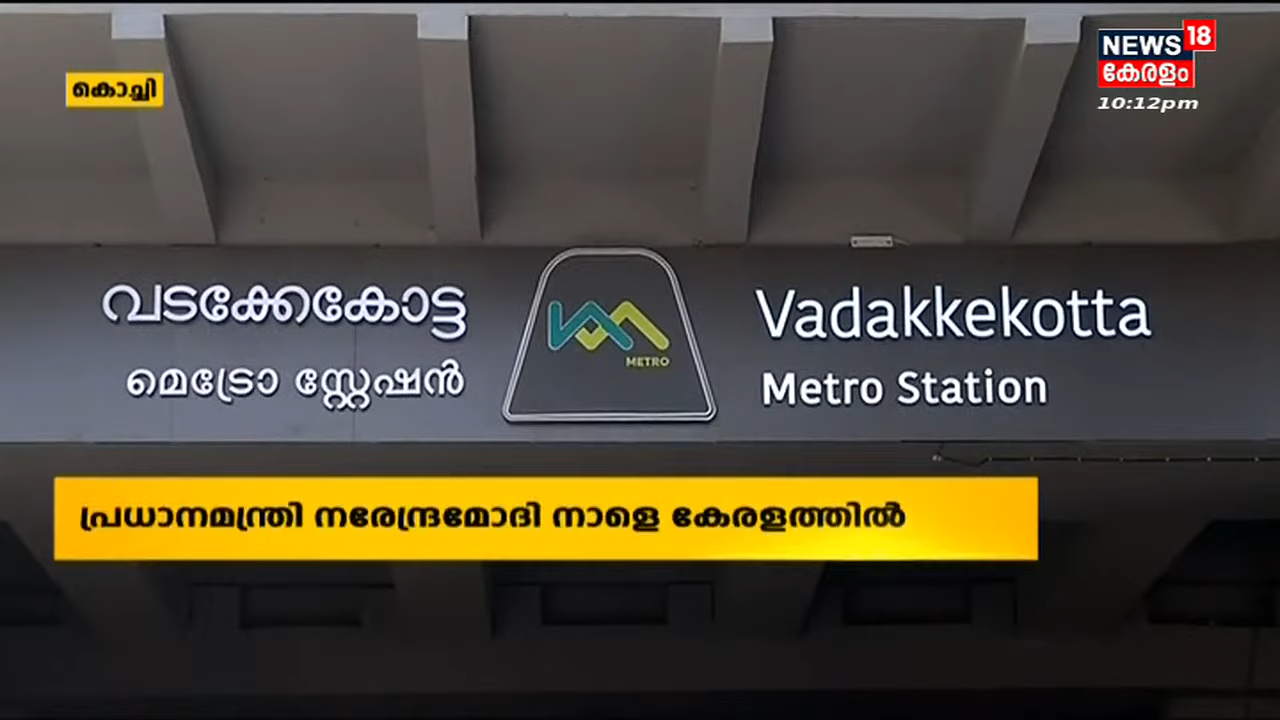 കൊച്ചി
NEWS 18
കേരളം
10:12pm
വടക്കേകോട്ട
മെട്രോ സ്റ്റേഷൻ
METRO
Vadakkekotta
Metro Station
പ്രധാനമന്ത്രി നരേന്ദ്രമോദി നാളെ കേരളത്തിൽ